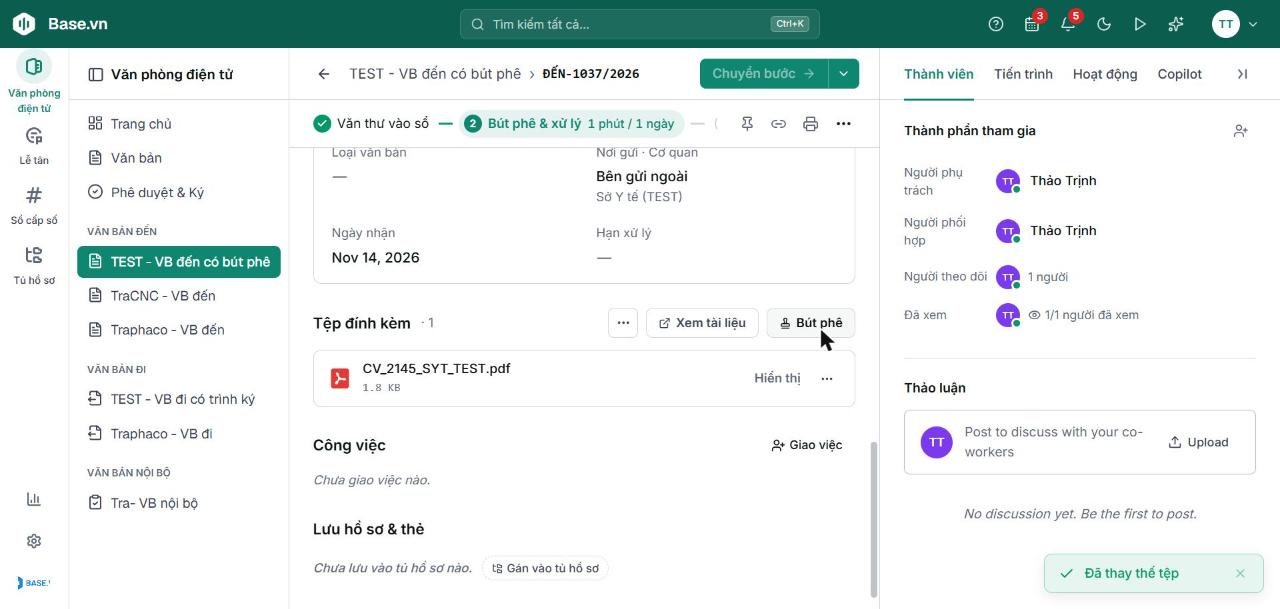 Base.vn
Tìm kiếm tất cả...
Ctrl+K
3
5
TT
Văn phòng
điện tử
Lễ tân
Sổ cấp số
Tủ hồ sơ
BASE.
Văn phòng điện tử
Trang chủ
Văn bản
Phê duyệt & Ký
VĂN BẢN ĐẾN
TEST - VB đến có bút phê
TraCNC - VB đến
Traphaco - VB đến
VĂN BẢN ĐI
TEST - VB đi có trình ký
Traphaco - VB đi
VĂN BẢN NỘI BỘ
Tra- VB nội bộ
TEST - VB đến có bút phê › ĐẾN-1037/2026
Chuyển bước
Văn thư vào sổ
2 Bút phê & xử lý 1 phút / 1 ngày
Loại văn bản
—
Nơi gửi · Cơ quan
Bên gửi ngoài
Sở Y tế (TEST)
Ngày nhận
Nov 14, 2026
Hạn xử lý
—
Tệp đính kèm · 1
Xem tài liệu
Bút phê
CV_2145_SYT_TEST.pdf
1.8 KB
Hiển thị
Công việc
Giao việc
Chưa giao việc nào.
Lưu hồ sơ & thẻ
Chưa lưu vào tủ hồ sơ nào.
Gán vào tủ hồ sơ
Thành viên
Tiến trình
Hoạt động
Copilot
Thành phần tham gia
Người phụ
trách
TT
Thảo Trịnh
Người phối
hợp
TT
Thảo Trịnh
Người theo dõi
TT
1 người
Đã xem
TT
1/1 người đã xem
Thảo luận
TT
Post to discuss with your co-
workers
Upload
No discussion yet. Be the first to post.
Đã thay thế tệp